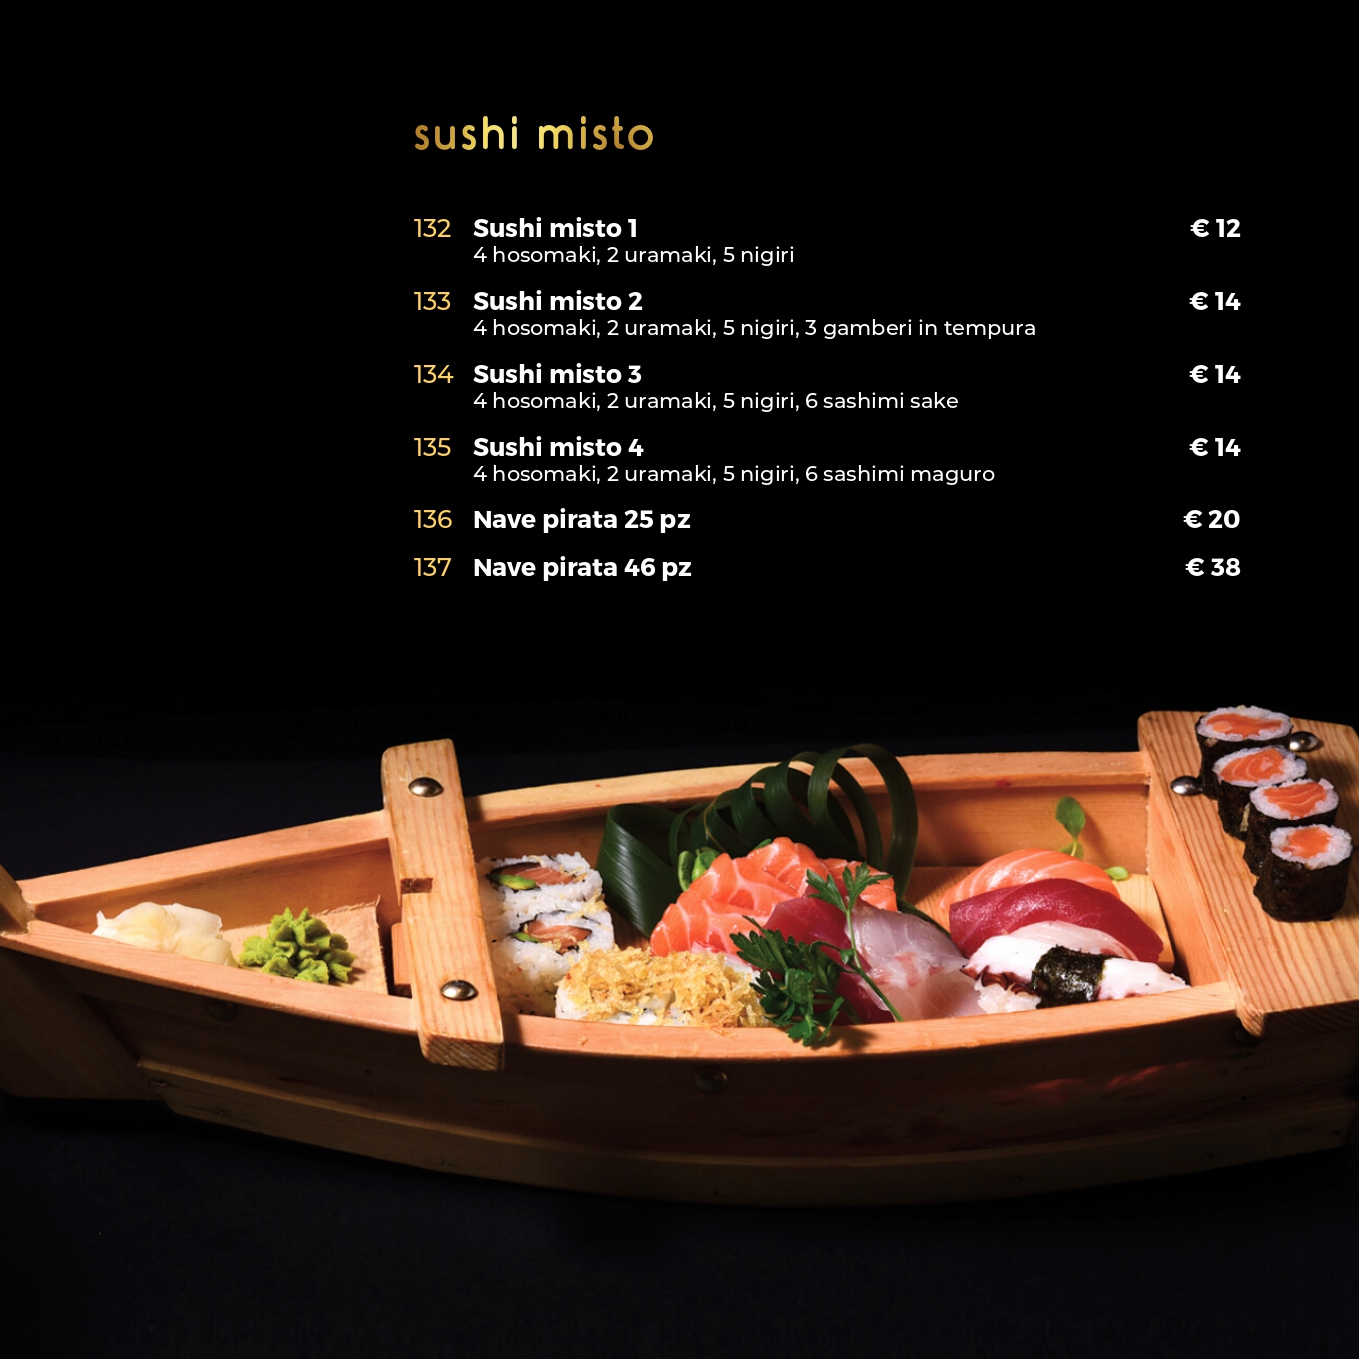 sushi misto
132 Sushi misto 1 € 12
4 hosomaki, 2 uramaki, 5 nigiri
133 Sushi misto 2 € 14
4 hosomaki, 2 uramaki, 5 nigiri, 3 gamberi in tempura
134 Sushi misto 3 € 14
4 hosomaki, 2 uramaki, 5 nigiri, 6 sashimi sake
135 Sushi misto 4 € 14
4 hosomaki, 2 uramaki, 5 nigiri, 6 sashimi maguro
136 Nave pirata 25 pz € 20
137 Nave pirata 46 pz € 38